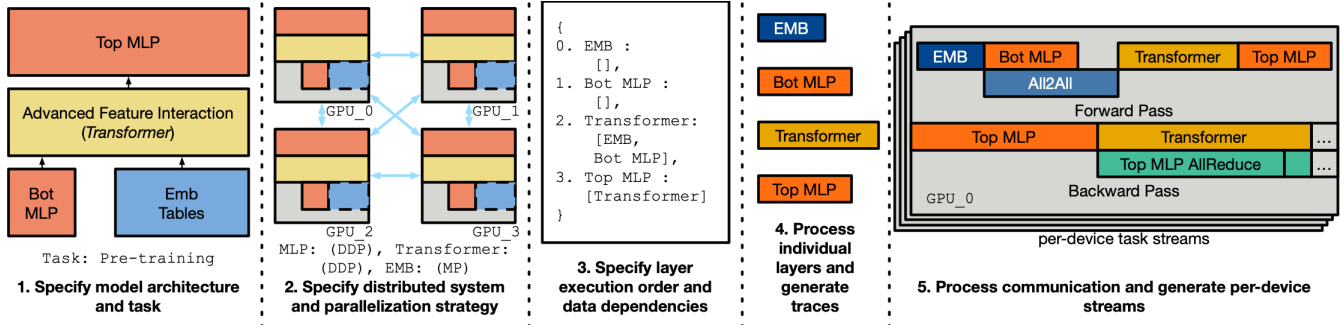 Top MLP
Advanced Feature Interaction
(Transformer)
Bot
MLP
Emb
Tables
Task: Pre-training
1. Specify model architecture
and task
GPU_0
GPU_1
GPU_2
GPU_3
MLP: (DDP), Transformer:
(DDP), EMB: (MP)
2. Specify distributed system
and parallelization strategy
{
0. EMB :
[],
1. Bot MLP :
[],
2. Transformer:
[EMB,
Bot MLP],
3. Top MLP :
[Transformer]
}
3. Specify layer
execution order and
data dependencies
EMB
Bot MLP
Transformer
Top MLP
4. Process
individual
layers and
generate
traces
EMB
Bot MLP
Transformer
Top MLP
All2All
Forward Pass
Top MLP
Transformer
...
Top MLP AllReduce
...
Backward Pass
GPU_0
per-device task streams
5. Process communication and generate per-device
streams